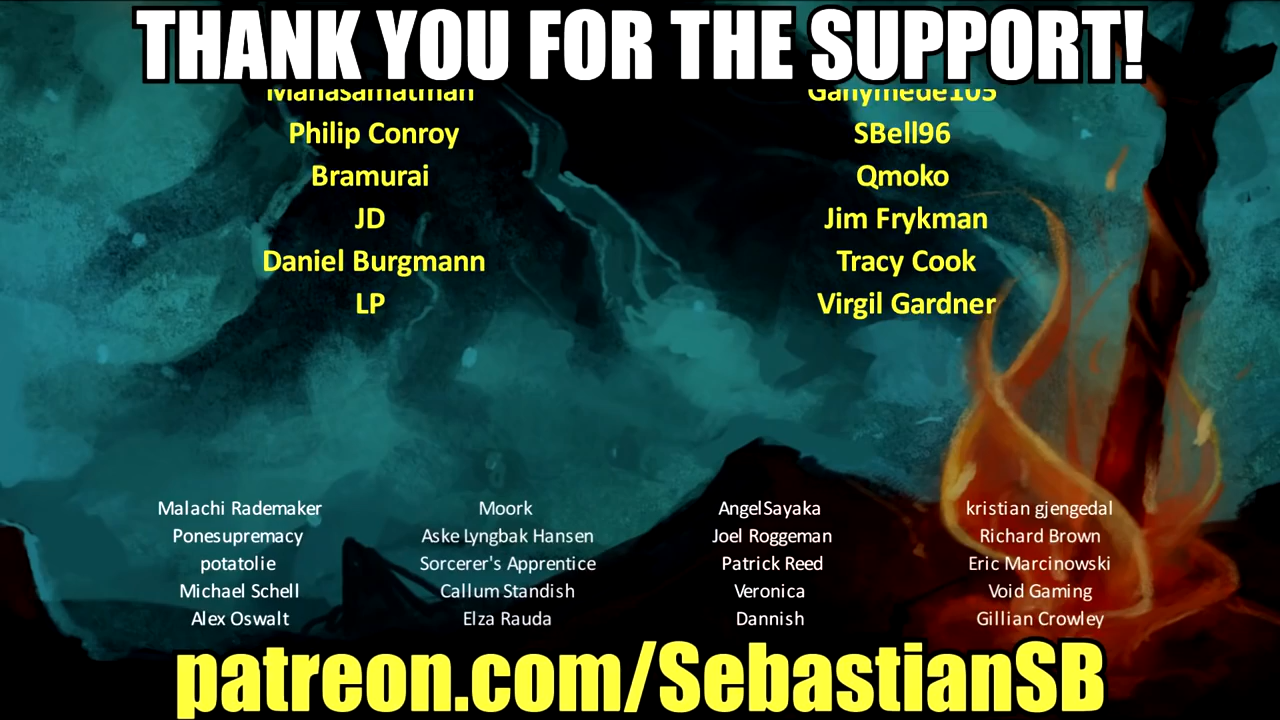 THANK YOU FOR THE SUPPORT!
Manasamatman
Ganymede105
Philip Conroy
SBell96
Bramurai
Qmoko
JD
Jim Frykman
Daniel Burgmann
Tracy Cook
LP
Virgil Gardner
Malachi Rademaker
Moork
AngelSayaka
kristian gjengedal
Ponesupremacy
Aske Lyngbak Hansen
Joel Roggeman
Richard Brown
potatolie
Sorcerer's Apprentice
Patrick Reed
Eric Marcinowski
Michael Schell
Callum Standish
Veronica
Void Gaming
Alex Oswalt
Elza Rauda
Dannish
Gillian Crowley
patreon.com/SebastianSB